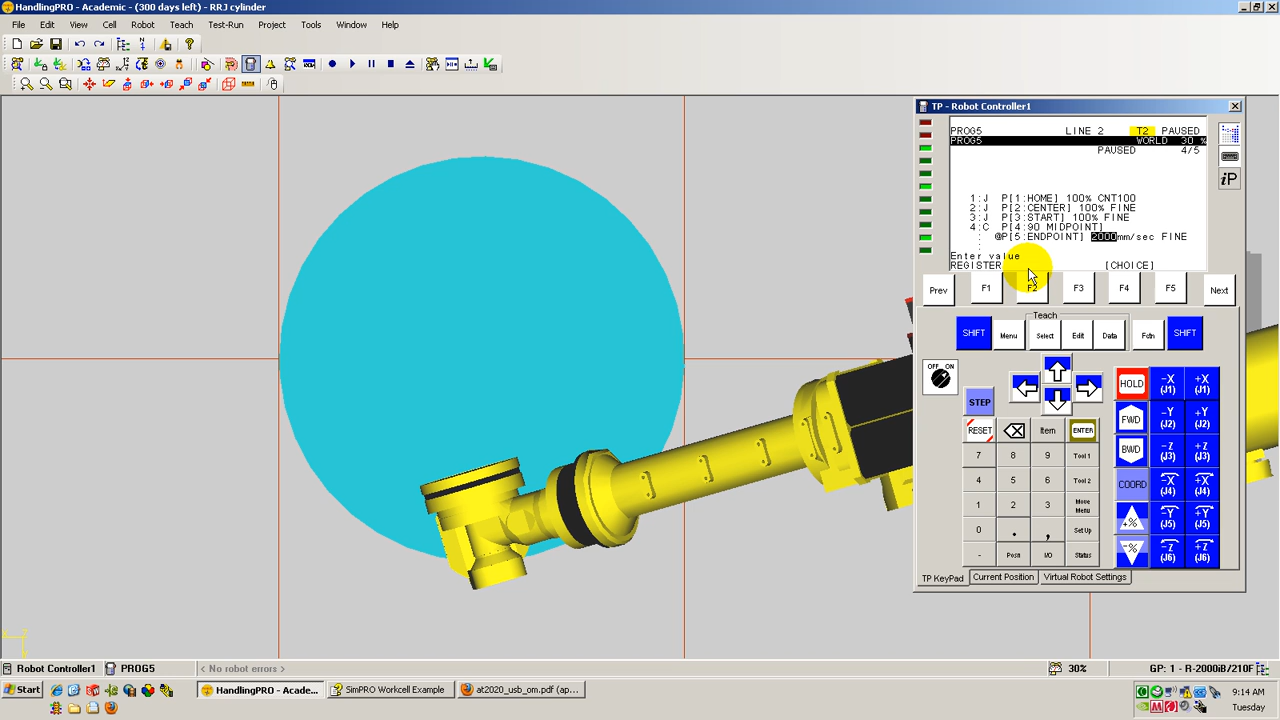 HandlingPRO - Academic - (300 days left) - RRJ cylinder
File Edit View Cell Robot Teach Test-Run Project Tools Window Help
TP - Robot Controller1
PROG5 LINE 2 T2 PAUSED
PROG5 WORLD 30 %
PAUSED 4/5
1:J P[1:HOME] 100% CNT100
2:J P[2:CENTER] 100% FINE
3:J P[3:START] 100% FINE
4:C P[4:90 MIDPOINT]
: @P[5:ENDPOINT] 2000mm/sec FINE
Enter value
REGISTER [CHOICE]
iP
Prev F1 F2 F3 F4 F5 Next
Teach
SHIFT Menu Select Edit Data Fctn SHIFT
OFF ON
HOLD -X (J1) +X (J1)
STEP
FWD -Y (J2) +Y (J2)
RESET Item ENTER
BWD -Z (J3) +Z (J3)
7 8 9 Tool 1
4 5 6 Tool 2
COORD -X (J4) +X (J4)
1 2 3 Move Menu
+% -Y (J5) +Y (J5)
0 . , Set Up
-% -Z (J6) +Z (J6)
- Posn I/O Status
TP KeyPad Current Position Virtual Robot Settings
Robot Controller1 PROG5 < No robot errors > 30% GP: 1 - R-2000iB/210F
Start HandlingPRO - Acade... SimPRO Workcell Example at2020_usb_om.pdf (ap...
9:14 AM
Tuesday